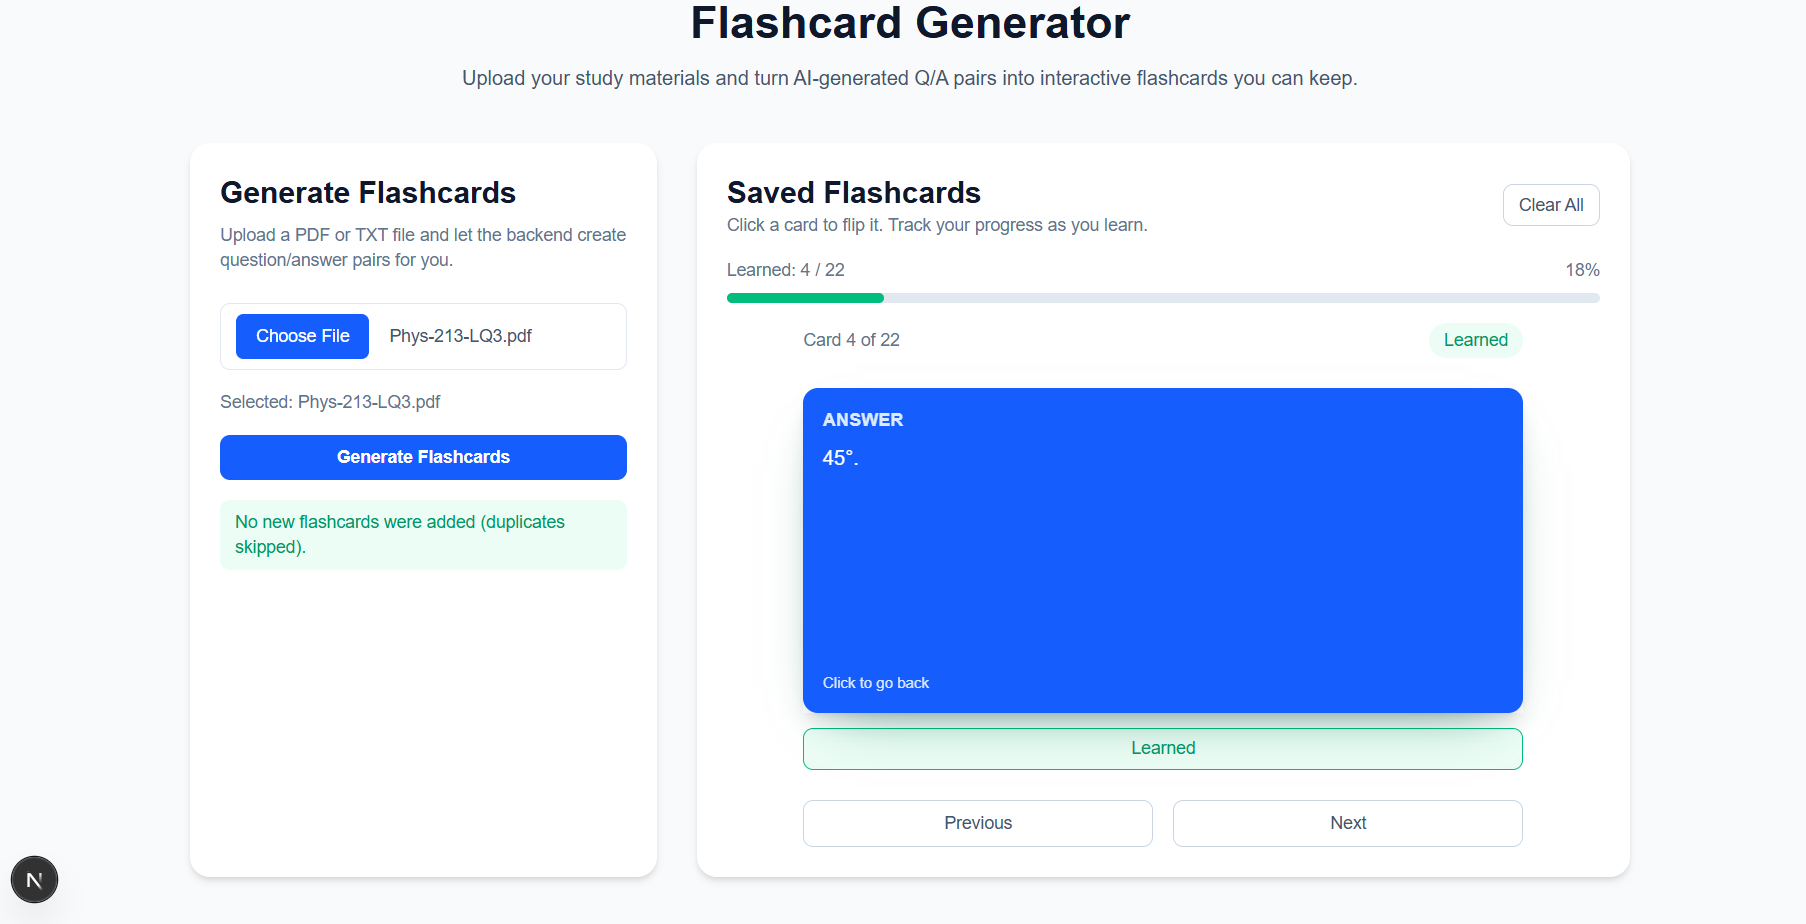 Flashcard Generator
Upload your study materials and turn AI-generated Q/A pairs into interactive flashcards you can keep.
Generate Flashcards
Upload a PDF or TXT file and let the backend create
question/answer pairs for you.
Choose File Phys-213-LQ3.pdf
Selected: Phys-213-LQ3.pdf
Generate Flashcards
No new flashcards were added (duplicates
skipped).
Saved Flashcards
Click a card to flip it. Track your progress as you learn.
Clear All
Learned: 4 / 22 18%
Card 4 of 22 Learned
ANSWER
45°.
Click to go back
Learned
Previous Next
N